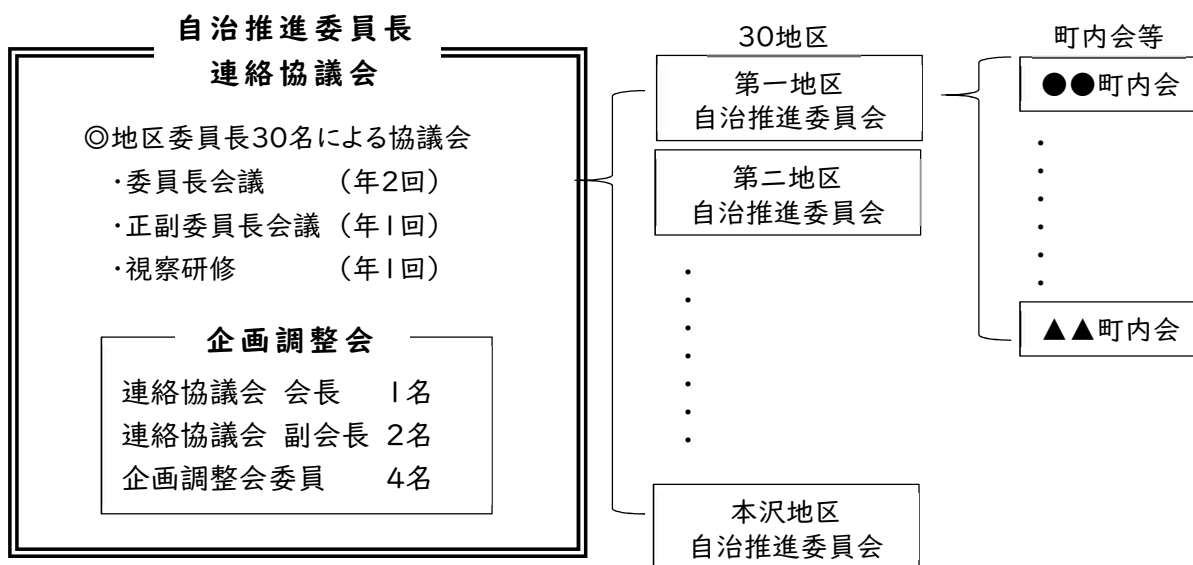 自治推進委員長
連絡協議会
◎地区委員長30名による協議会
・委員長会議　　（年2回）
・正副委員長会議（年1回）
・視察研修　　　（年1回）
企画調整会
連絡協議会 会長　1名
連絡協議会 副会長 2名
企画調整会委員　4名
30地区
第一地区
自治推進委員会
第二地区
自治推進委員会
・
・
・
・
・
・
・
本沢地区
自治推進委員会
町内会等
●●町内会
・
・
・
・
・
・
▲▲町内会